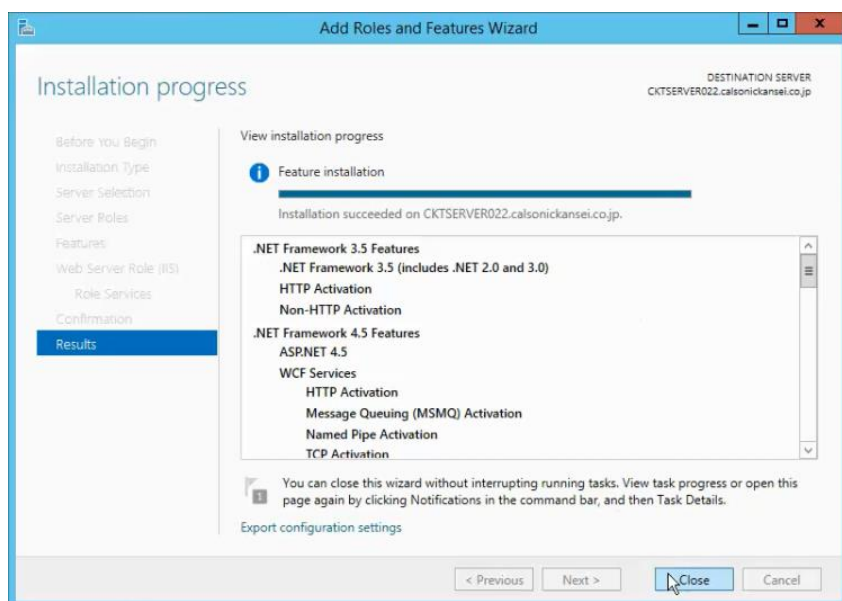 Add Roles and Features Wizard
Installation progress
DESTINATION SERVER
CKTSERVER022.calsonickansei.co.jp
Before You Begin
Installation Type
Server Selection
Server Roles
Features
Web Server Role (IIS)
Role Services
Confirmation
Results
View installation progress
Feature installation
Installation succeeded on CKTSERVER022.calsonickansei.co.jp.
.NET Framework 3.5 Features
.NET Framework 3.5 (includes .NET 2.0 and 3.0)
HTTP Activation
Non-HTTP Activation
.NET Framework 4.5 Features
ASP.NET 4.5
WCF Services
HTTP Activation
Message Queuing (MSMQ) Activation
Named Pipe Activation
TCP Activation
1
You can close this wizard without interrupting running tasks. View task progress or open this
page again by clicking Notifications in the command bar, and then Task Details.
Export configuration settings
< Previous
Next >
Close
Cancel